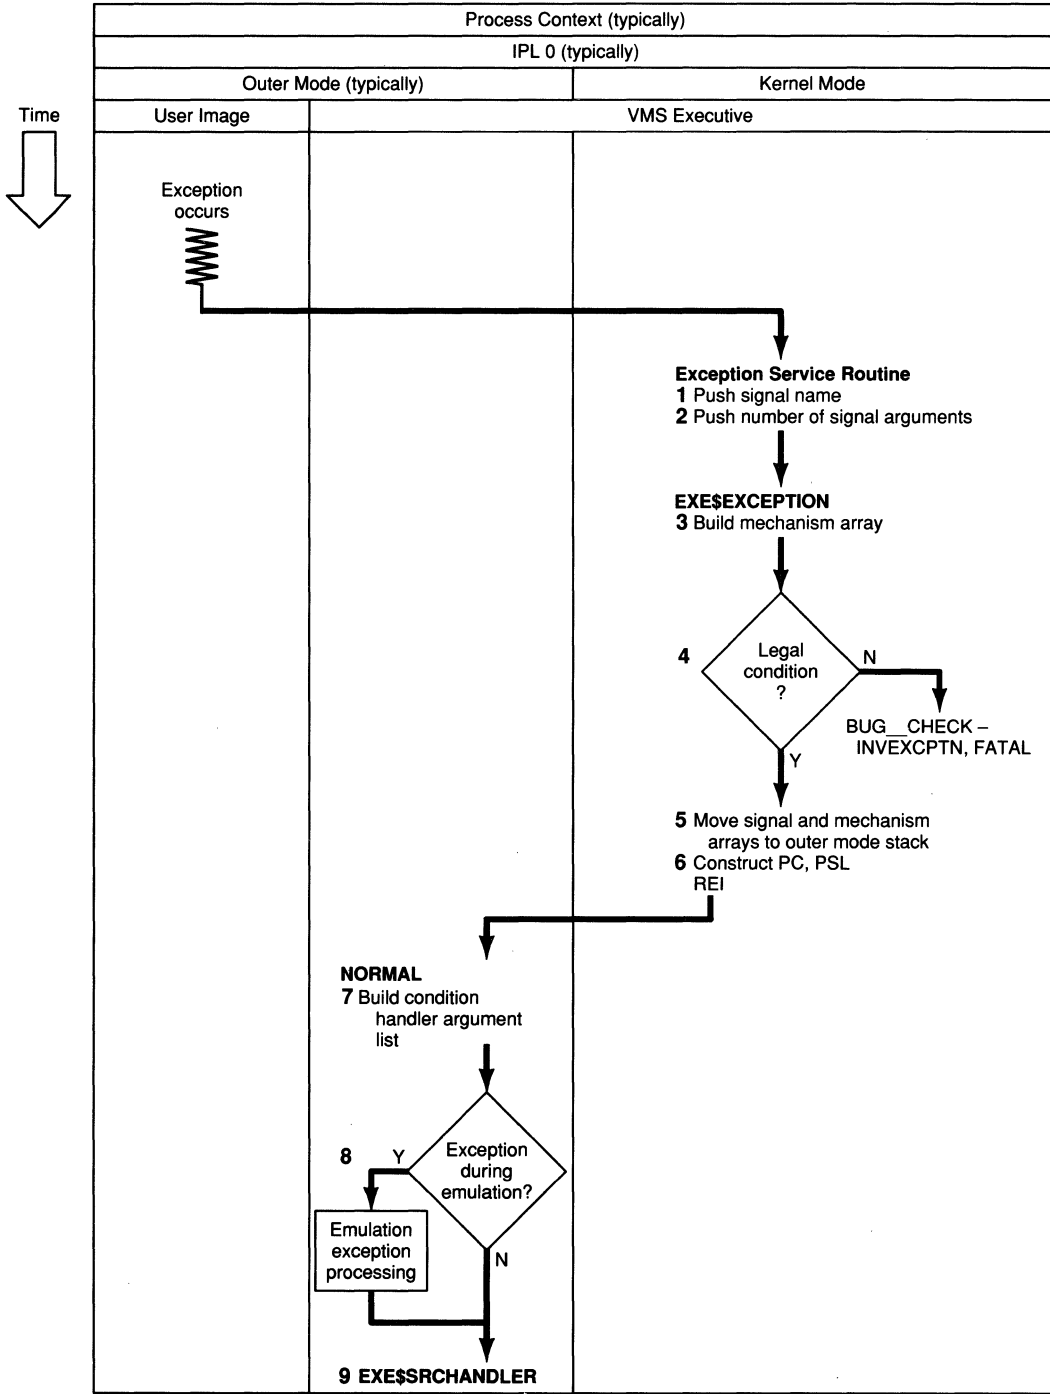 Process Context (typically)
IPL 0 (typically)
Outer Mode (typically)
Kernel Mode
Time
User Image
VMS Executive
Exception
occurs
Exception Service Routine
1 Push signal name
2 Push number of signal arguments
EXE$EXCEPTION
3 Build mechanism array
4
Legal
condition
?
N
BUG__CHECK –
INVEXCPTN, FATAL
Y
5 Move signal and mechanism
arrays to outer mode stack
6 Construct PC, PSL
REI
NORMAL
7 Build condition
handler argument
list
8
Y
Exception
during
emulation?
Emulation
exception
processing
N
9 EXE$SRCHANDLER